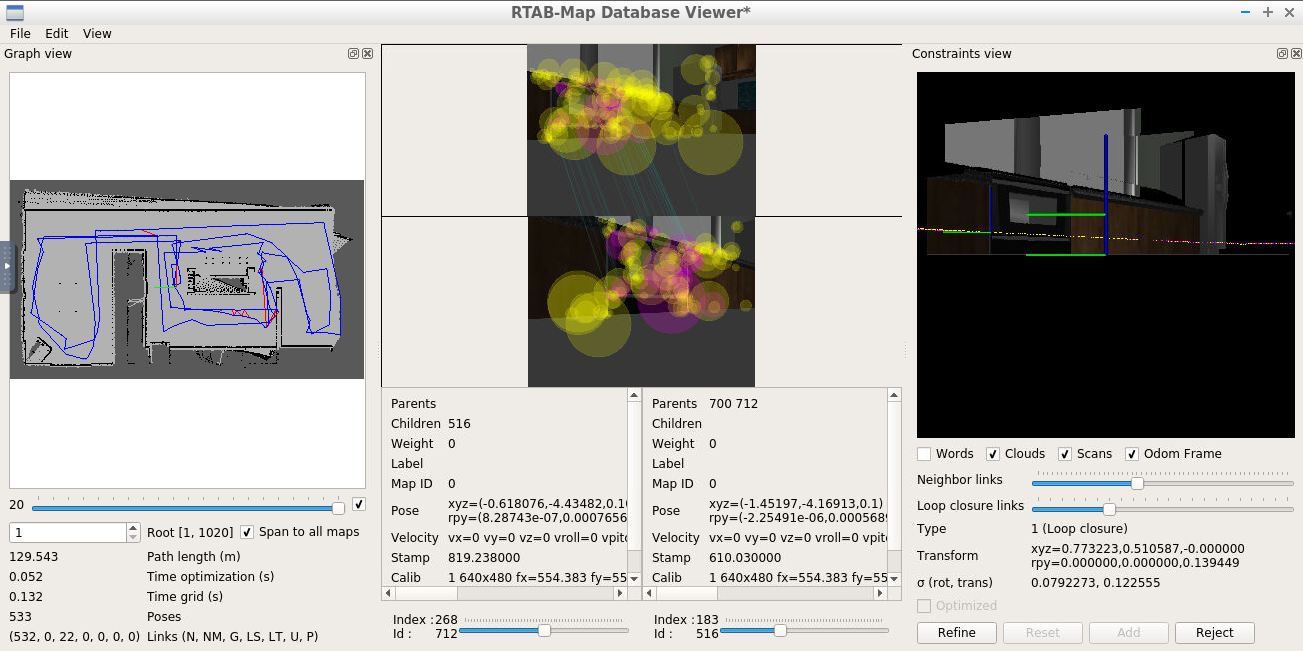 RTAB-Map Database Viewer*
File Edit View
Graph view
20
1 Root [1, 1020] Span to all maps
129.543 Path length (m)
0.052 Time optimization (s)
0.132 Time grid (s)
533 Poses
(532, 0, 22, 0, 0, 0, 0) Links (N, NM, G, LS, LT, U, P)
Parents
Children 516
Weight 0
Label
Map ID 0
Pose xyz=(-0.618076,-4.43482,0.1
rpy=(8.28743e-07,0.0007656
Velocity vx=0 vy=0 vz=0 vroll=0 vpit
Stamp 819.238000
Calib 1 640x480 fx=554.383 fy=55
Index :268
Id : 712
Parents 700 712
Children
Weight 0
Label
Map ID 0
Pose xyz=(-1.45197,-4.16913,0.1)
rpy=(-2.25491e-06,0.000568
Velocity vx=0 vy=0 vz=0 vroll=0 vpit
Stamp 610.030000
Calib 1 640x480 fx=554.383 fy=55
Index :183
Id : 516
Constraints view
Words Clouds Scans Odom Frame
Neighbor links
Loop closure links
Type 1 (Loop closure)
Transform xyz=0.773223,0.510587,-0.000000
rpy=0.000000,0.000000,0.139449
σ (rot, trans) 0.0792273, 0.122555
Optimized
Refine Reset Add Reject